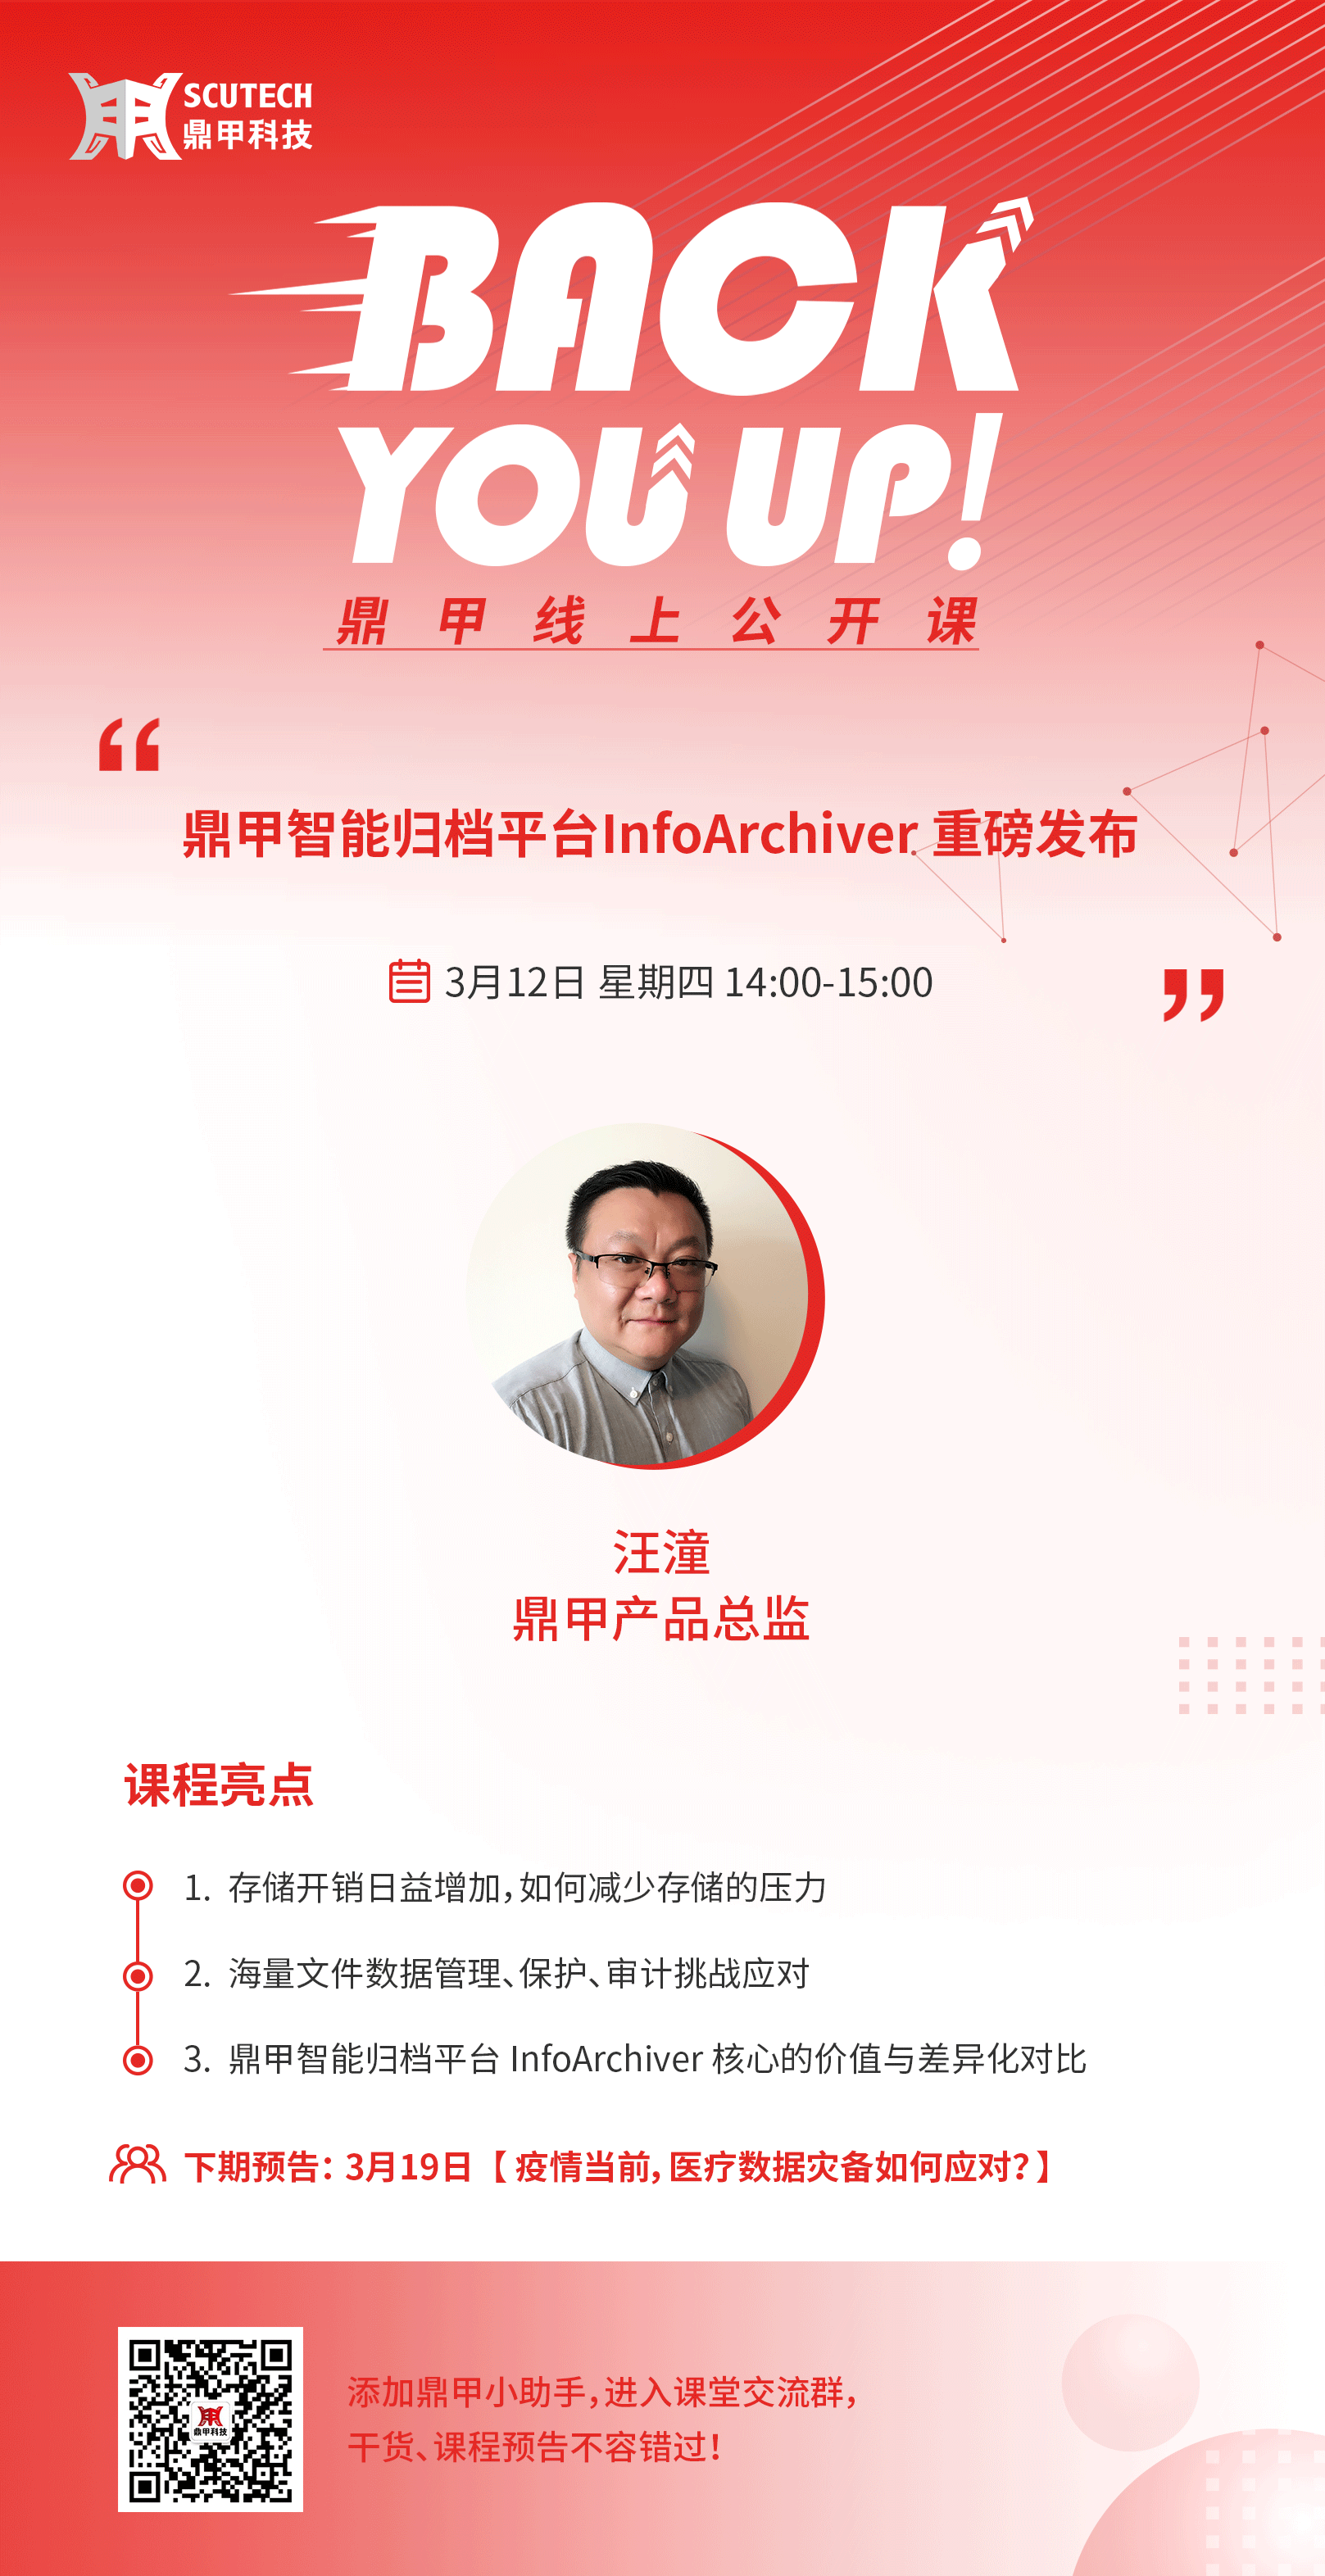 SCUTECH
鼎甲科技
BACK
YOU UP!
鼎甲线上公开课
“
鼎甲智能归档平台InfoArchiver 重磅发布
3月12日 星期四 14:00-15:00
”
汪潼
鼎甲产品总监
课程亮点
1. 存储开销日益增加，如何减少存储的压力
2. 海量文件数据管理、保护、审计挑战应对
3. 鼎甲智能归档平台 InfoArchiver 核心的价值与差异化对比
下期预告：3月19日【疫情当前，医疗数据灾备如何应对？】
鼎甲科技
添加鼎甲小助手，进入课堂交流群，
干货、课程预告不容错过！